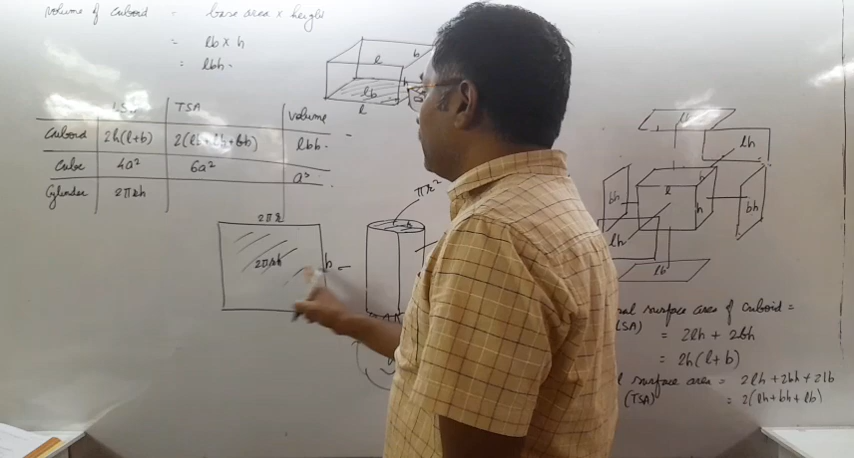 volume of cuboid = base area × height
= lb × h
= lbh.
l
b
lb
h
l
LSA TSA volume
Cuboid 2h(l+b) 2(lb+lh+bh) lbh.
Cube 4a² 6a² a³.
Cylinder 2πrh
2πr
2πrh
h
πr²
lb
lh
b
l
h
bh
bh
lh
lb
surface area of cuboid =
(LSA) = 2lh + 2bh
= 2h(l+b)
surface area = 2lh+2bh+2lb
(TSA) = 2(lh+bh+lb)